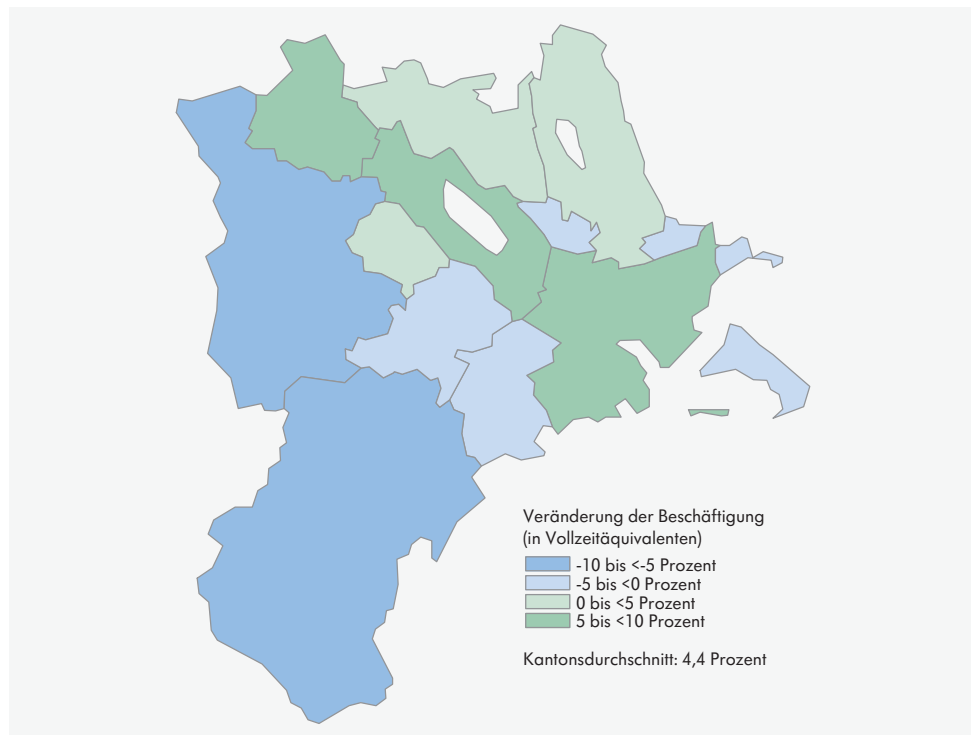 Veränderung der Beschäftigung
(in Vollzeitäquivalenten)
-10 bis <-5 Prozent
-5 bis <0 Prozent
0 bis <5 Prozent
5 bis <10 Prozent
Kantonsdurchschnitt: 4,4 Prozent